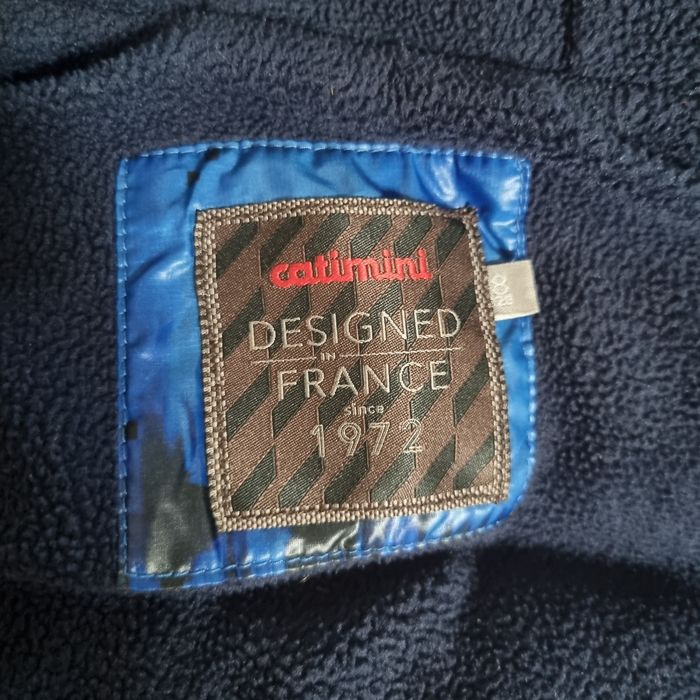 catimini
DESIGNED
IN
FRANCE
since
1972